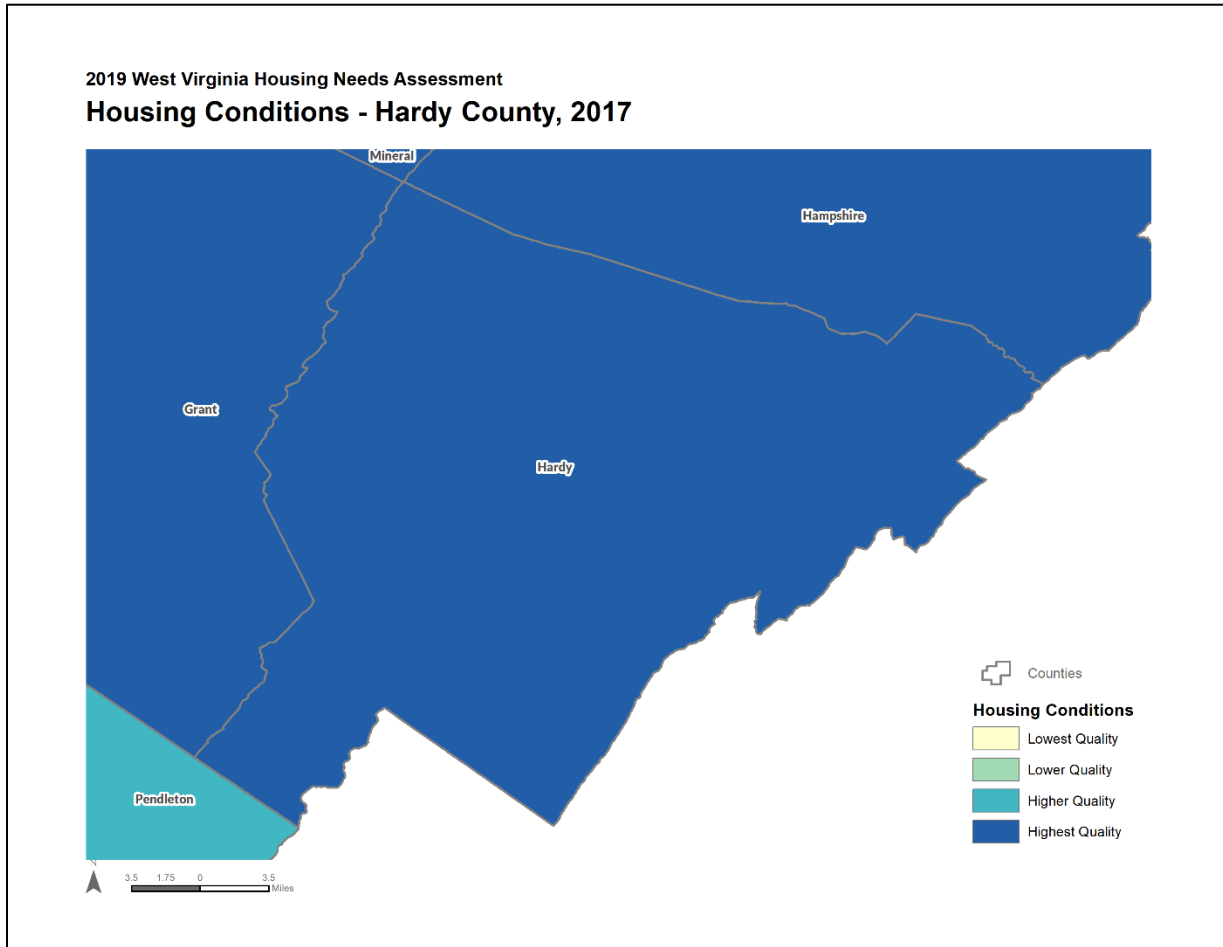 2019 West Virginia Housing Needs Assessment
Housing Conditions - Hardy County, 2017
Mineral
Hampshire
Grant
Hardy
Pendleton
Counties
Housing Conditions
Lowest Quality
Lower Quality
Higher Quality
Highest Quality
3.5 1.75 0 3.5
Miles